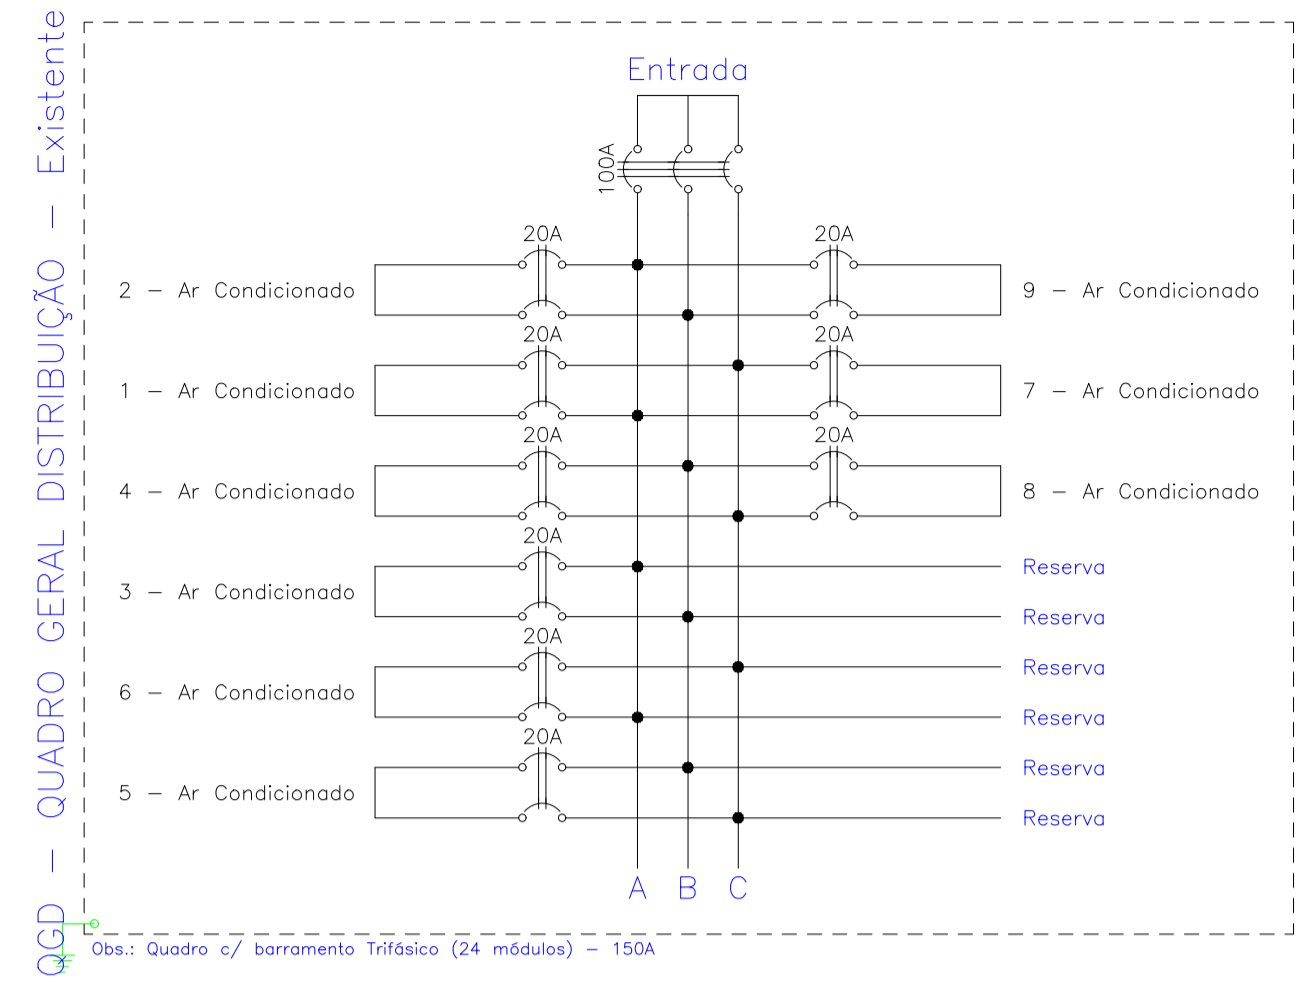 QGD - QUADRO GERAL DISTRIBUIÇÃO - Existente
Entrada
100A
20A
20A
2 - Ar Condicionado
9 - Ar Condicionado
20A
20A
1 - Ar Condicionado
7 - Ar Condicionado
20A
20A
4 - Ar Condicionado
8 - Ar Condicionado
20A
Reserva
3 - Ar Condicionado
Reserva
20A
Reserva
6 - Ar Condicionado
Reserva
20A
Reserva
5 - Ar Condicionado
Reserva
A B C
Obs.: Quadro c/ barramento Trifásico (24 módulos) - 150A